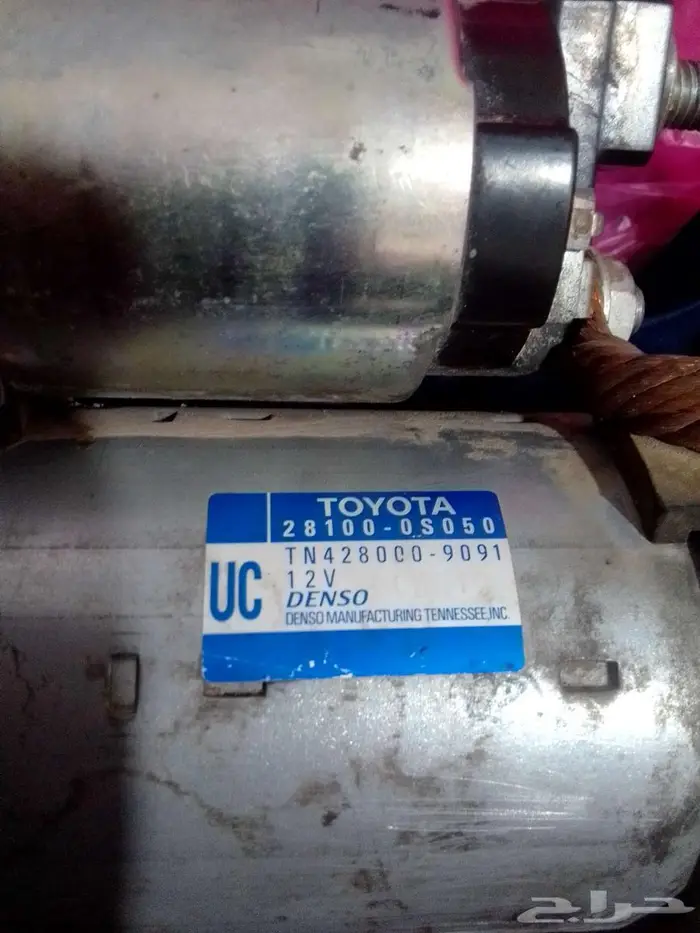 TOYOTA
28100-0S050
TN428000-9091
UC
12V
DENSO
DENSO MANUFACTURING TENNESSEE,INC.
حراج